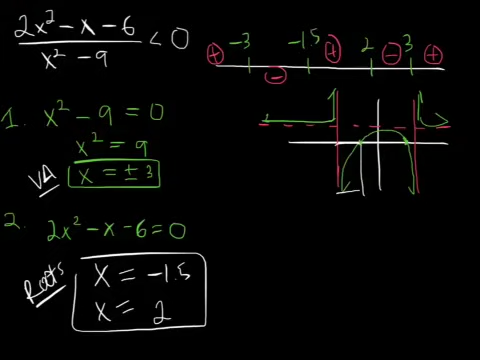 2x² - x - 6
x² - 9
< 0
⊕ -3 ⊖ -1.5 ⊕ 2 ⊖ 3 ⊕
1. x² - 9 = 0
x² = 9
VA x = ± 3
2. 2x² - x - 6 = 0
Roots x = -1.5
x = 2